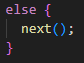 else {
  next();
}